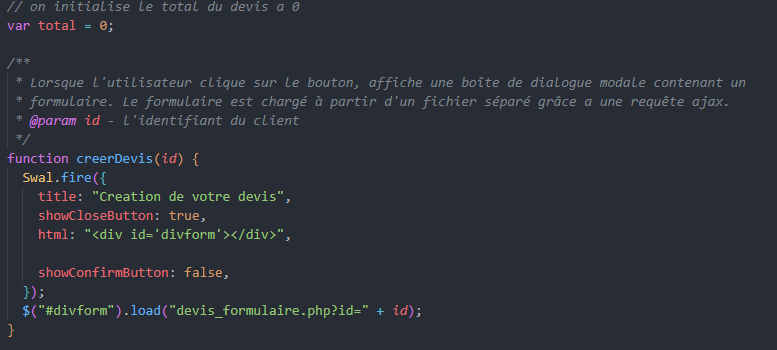 // on initialise le total du devis a 0
var total = 0;
/**
* Lorsque l'utilisateur clique sur le bouton, affiche une boîte de dialogue modale contenant un
* formulaire. Le formulaire est chargé à partir d'un fichier séparé grâce a une requête ajax.
* @param id - l'identifiant du client
*/
function creerDevis(id) {
Swal.fire({
title: "Creation de votre devis",
showCloseButton: true,
html: "<div id='divform'></div>",
showConfirmButton: false,
});
$("#divform").load("devis_formulaire.php?id=" + id);
}